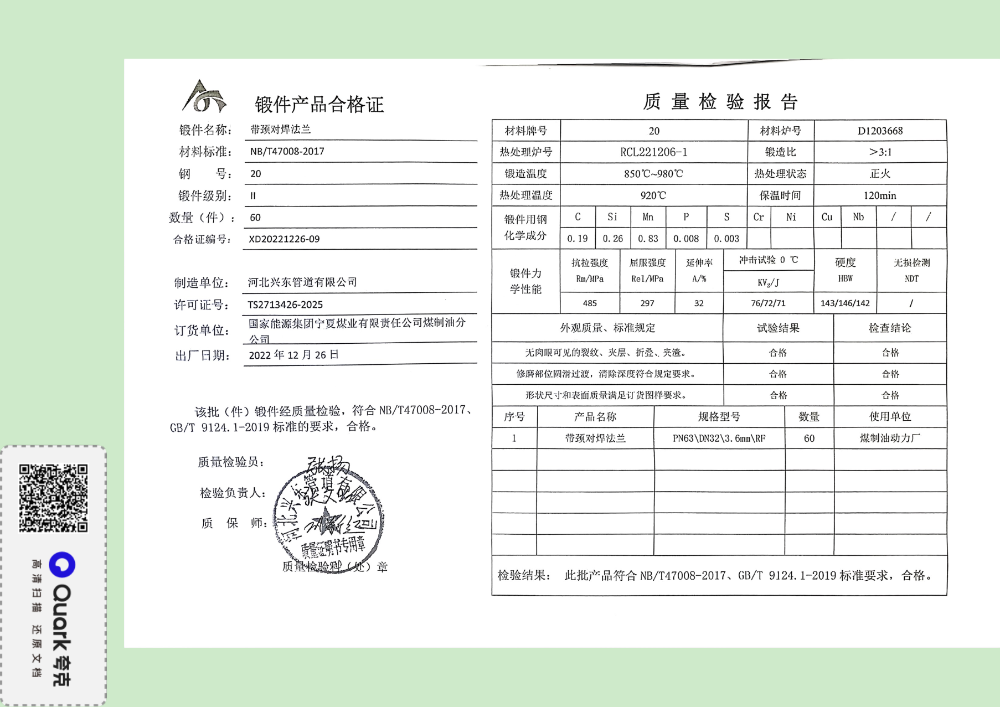 锻件产品合格证
锻件名称： 带颈对焊法兰
材料标准： NB/T47008-2017
钢 号： 20
锻件级别： II
数量（件）： 60
合格证编号： XD20221226-09
制造单位： 河北兴东管道有限公司
许可证号： TS2713426-2025
订货单位： 国家能源集团宁夏煤业有限责任公司煤制油分
公司
出厂日期： 2022 年 12 月 26 日
该批（件）锻件经质量检验，符合 NB/T47008-2017、
GB/T 9124.1-2019 标准的要求，合格。
质量检验员：
检验负责人：
质 保 师：
河北兴东管道有限公司
质量证明书专用章
质量检验科（处）章
质量检验报告
材料牌号 20 材料炉号 D1203668
热处理炉号 RCL221206-1 锻造比 >3:1
锻造温度 850℃~980℃ 热处理状态 正火
热处理温度 920℃ 保温时间 120min
锻件用钢
化学成分
C Si Mn P S Cr Ni Cu Nb / /
0.19 0.26 0.83 0.008 0.003
锻件力
学性能
抗拉强度 屈服强度 延伸率 冲击试验 0 ℃ 硬度 无损检测
Rm/MPa Rel/MPa A/% KV₂/J HBW NDT
485 297 32 76/72/71 143/146/142 /
外观质量、标准规定 试验结果 检查结论
无肉眼可见的裂纹、夹层、折叠、夹渣。 合格 合格
修磨部位圆滑过渡，清除深度符合规定要求。 合格 合格
形状尺寸和表面质量满足订货图样要求。 合格 合格
序号 产品名称 规格型号 数量 使用单位
1 带颈对焊法兰 PN63\DN32\3.6mm\RF 60 煤制油动力厂
检验结果： 此批产品符合 NB/T47008-2017、GB/T 9124.1-2019 标准要求，合格。
Quark 夸克
高清扫描 还原文档